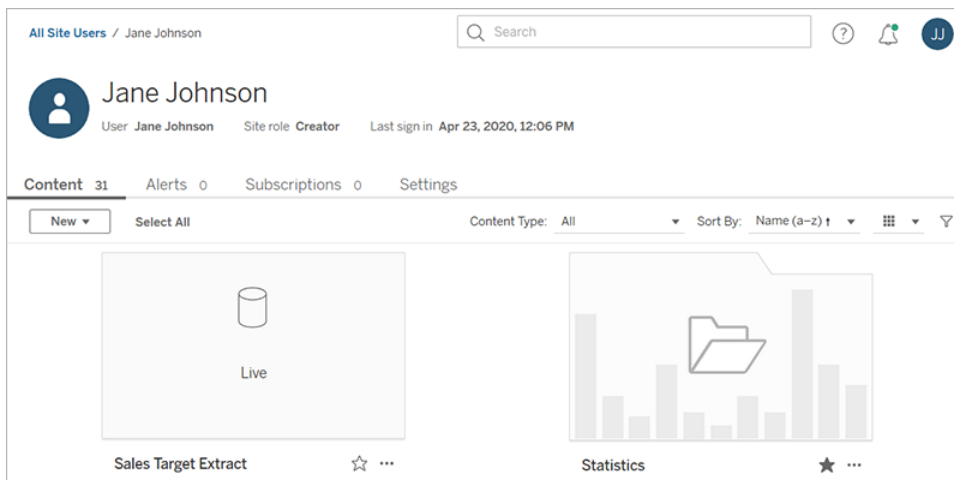 All Site Users / Jane Johnson
Search
?
JJ
Jane Johnson
User Jane Johnson Site role Creator Last sign in Apr 23, 2020, 12:06 PM
Content 31 Alerts 0 Subscriptions 0 Settings
New Select All Content Type: All Sort By: Name (a–z)
Live
Sales Target Extract
Statistics